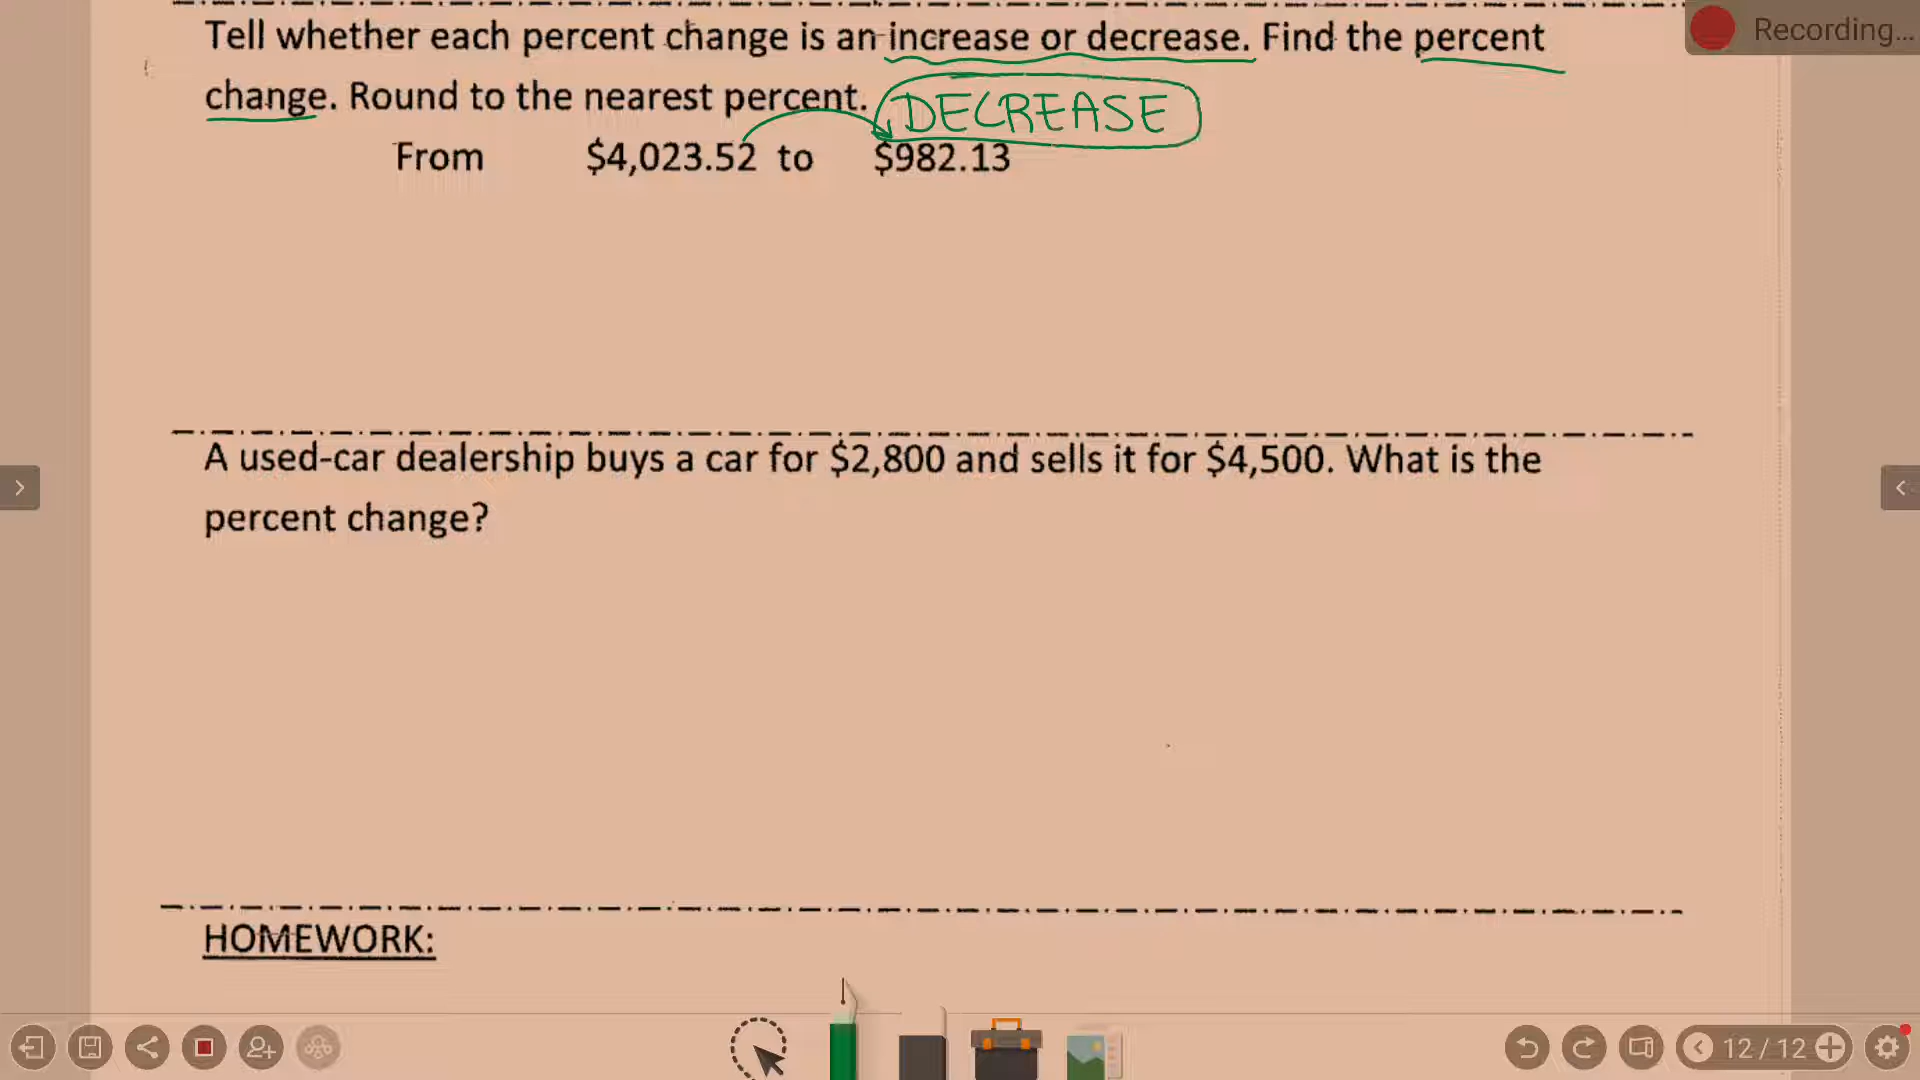 Recording...
Tell whether each percent change is an increase or decrease. Find the percent
change. Round to the nearest percent. DECREASE
From $4,023.52 to $982.13
A used-car dealership buys a car for $2,800 and sells it for $4,500. What is the
percent change?
HOMEWORK:
12 / 12